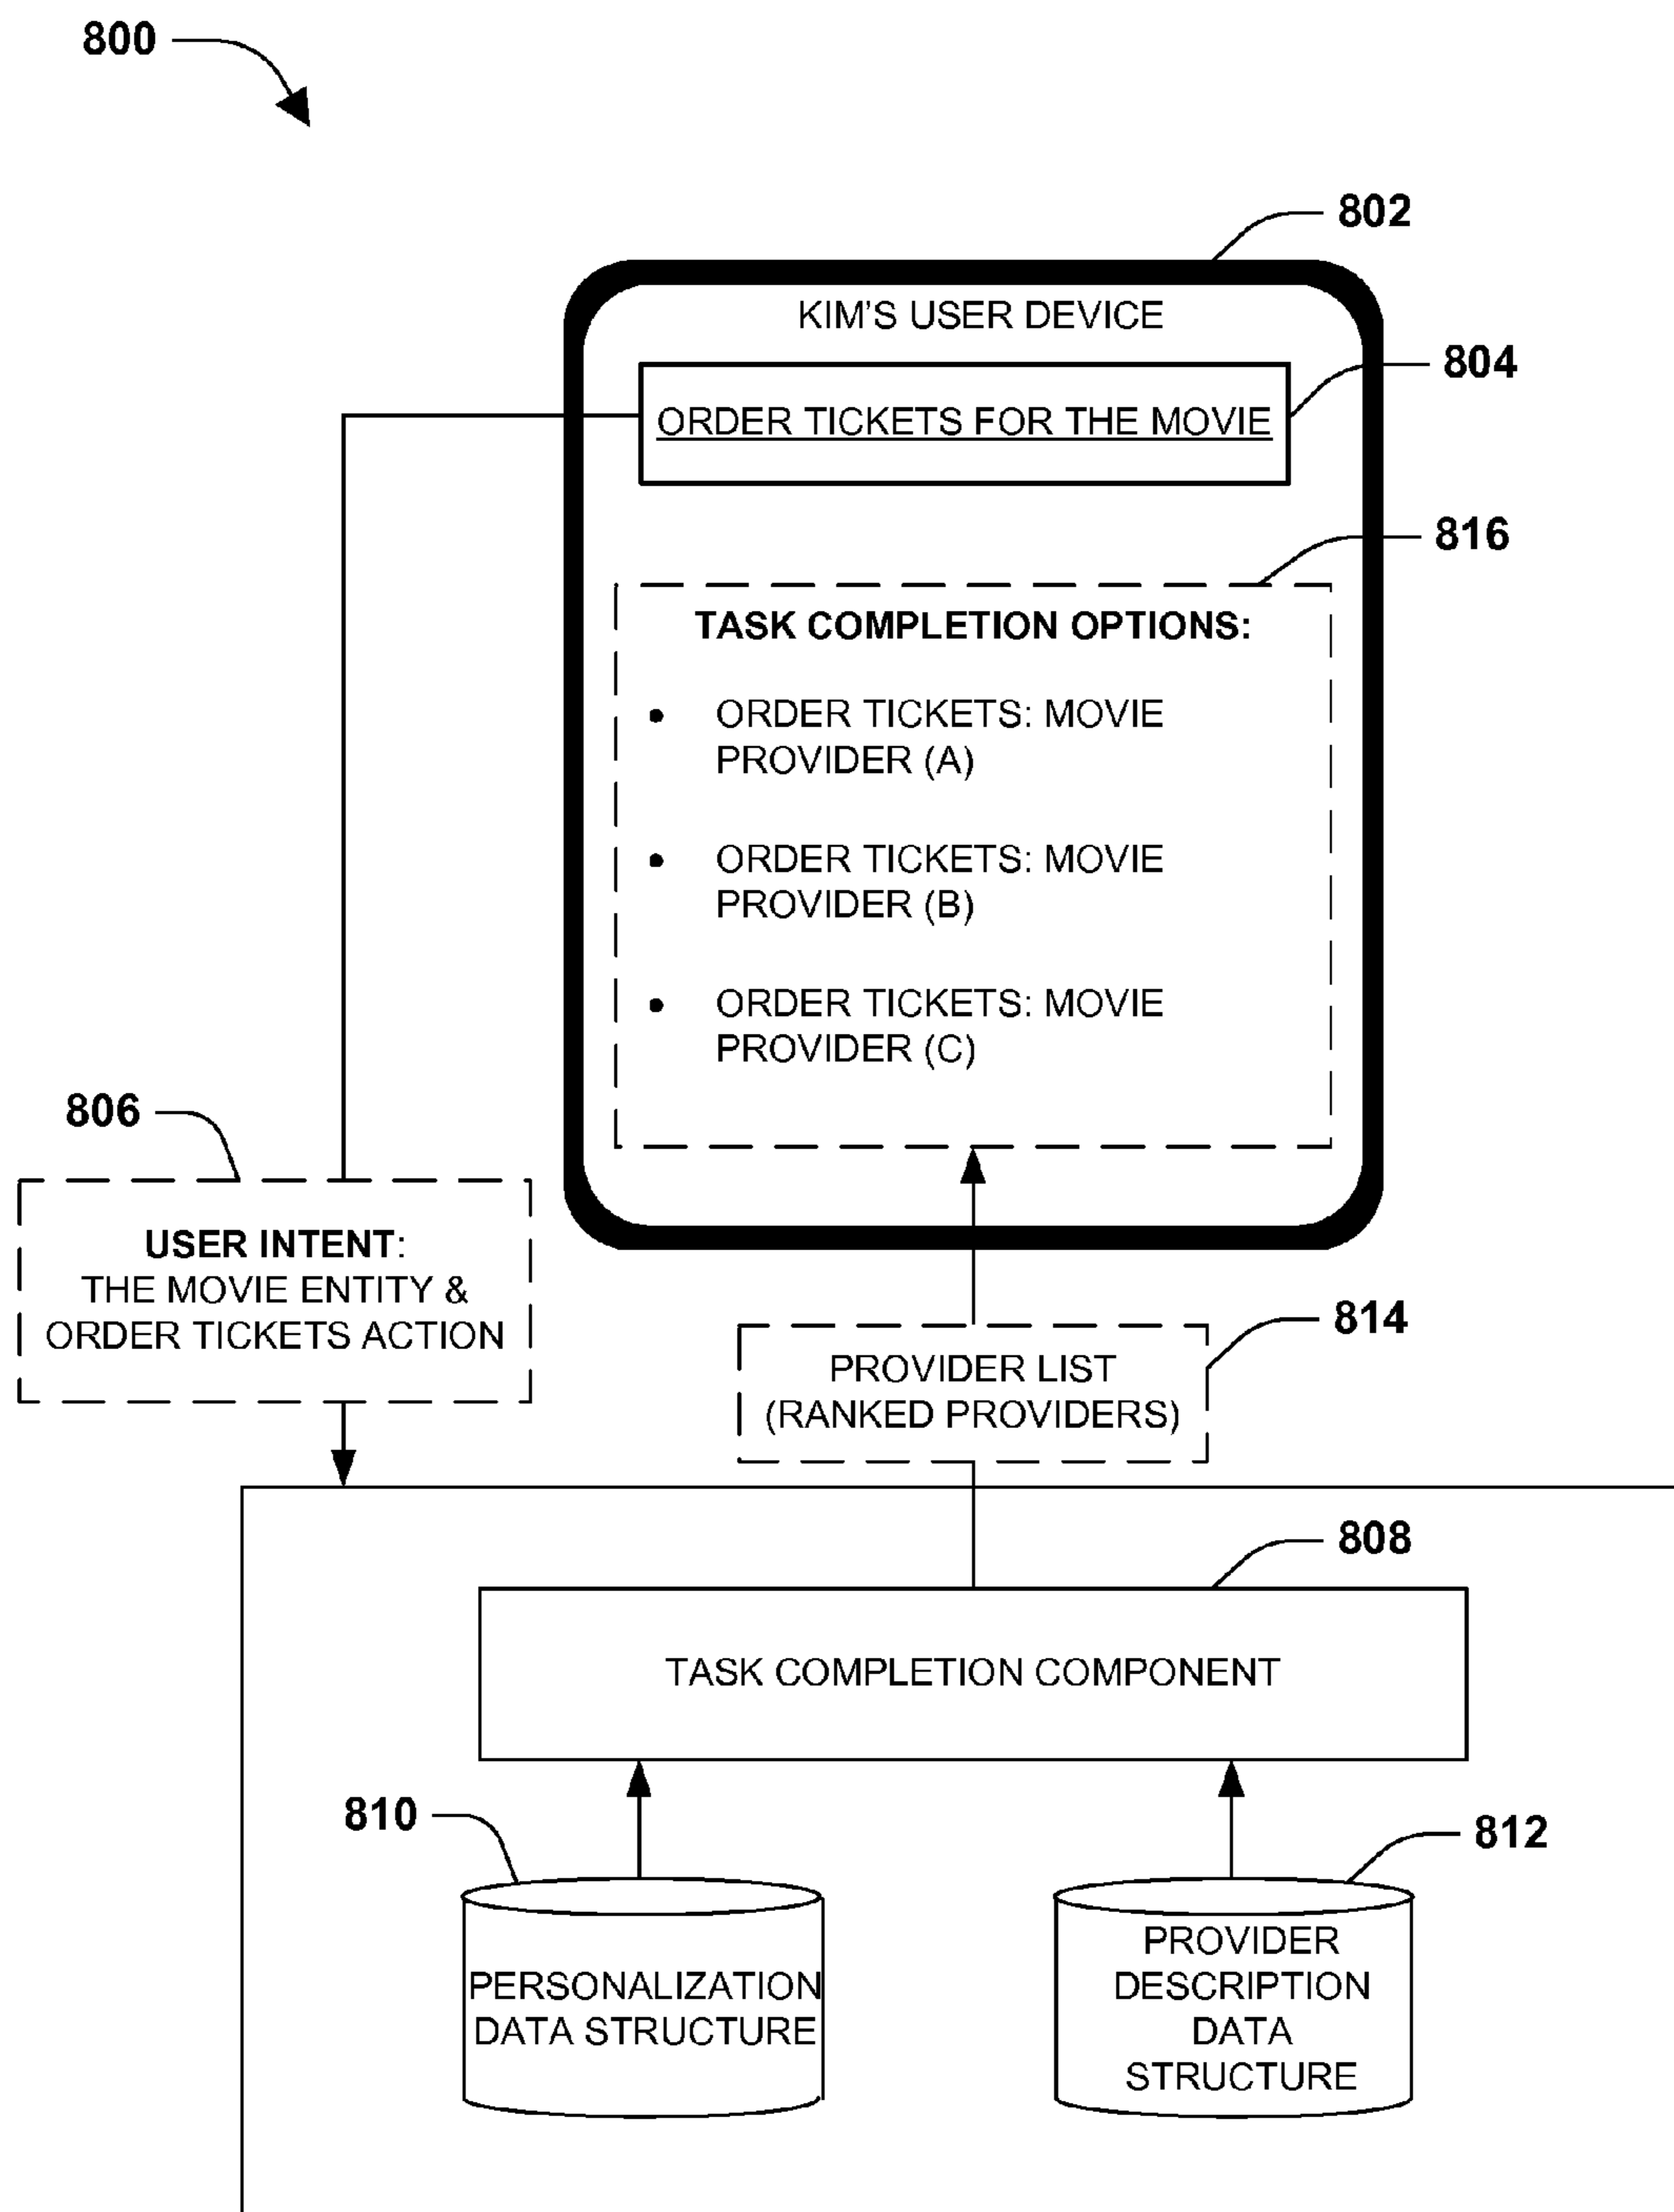 800
802
KIM'S USER DEVICE
804
ORDER TICKETS FOR THE MOVIE
816
TASK COMPLETION OPTIONS:
• ORDER TICKETS: MOVIE
PROVIDER (A)
• ORDER TICKETS: MOVIE
PROVIDER (B)
• ORDER TICKETS: MOVIE
PROVIDER (C)
806
USER INTENT:
THE MOVIE ENTITY &
ORDER TICKETS ACTION
814
PROVIDER LIST
(RANKED PROVIDERS)
808
TASK COMPLETION COMPONENT
810
PERSONALIZATION
DATA STRUCTURE
812
PROVIDER
DESCRIPTION
DATA
STRUCTURE